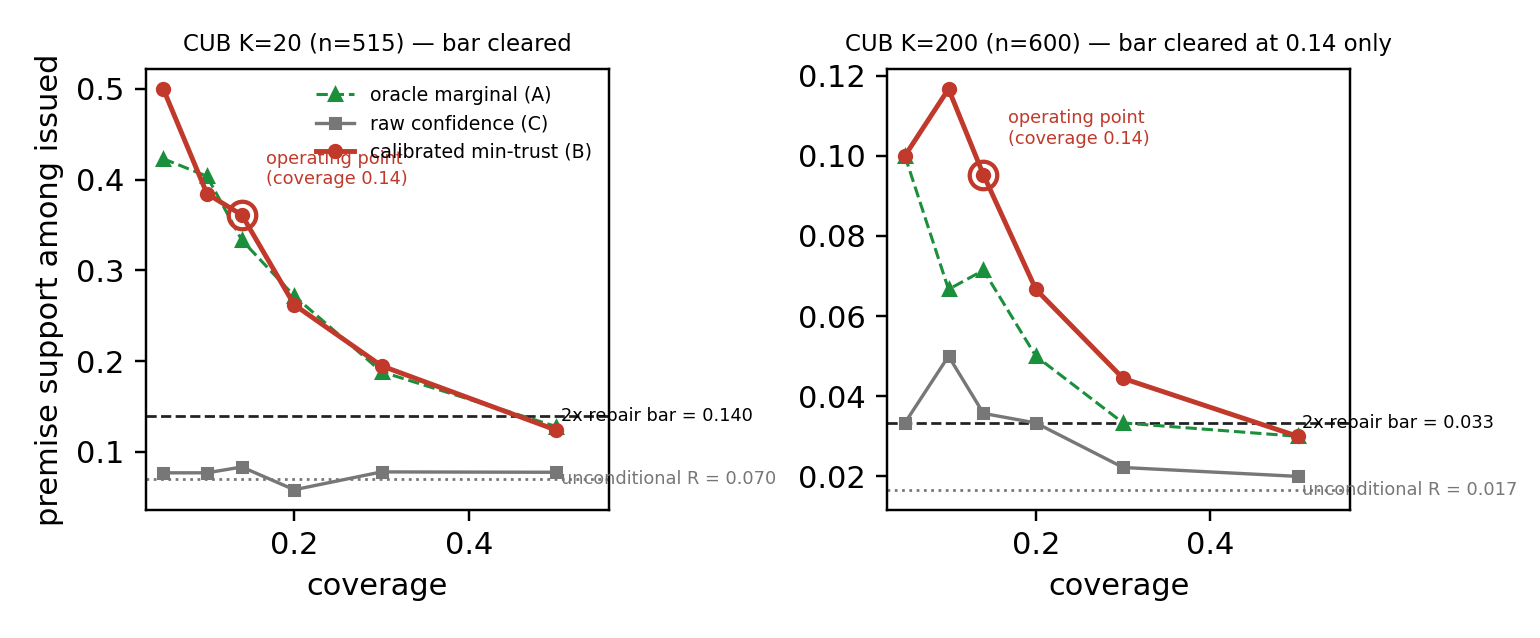 CUB K=20 (n=515) — bar cleared
premise support among issued
0.5
0.4
0.3
0.2
0.1
oracle marginal (A)
raw confidence (C)
calibrated min-trust (B)
operating point
(coverage 0.14)
2x repair bar = 0.140
unconditional R = 0.070
0.2
0.4
coverage
CUB K=200 (n=600) — bar cleared at 0.14 only
0.12
0.10
0.08
0.06
0.04
0.02
operating point
(coverage 0.14)
2x repair bar = 0.033
unconditional R = 0.017
0.2
0.4
coverage